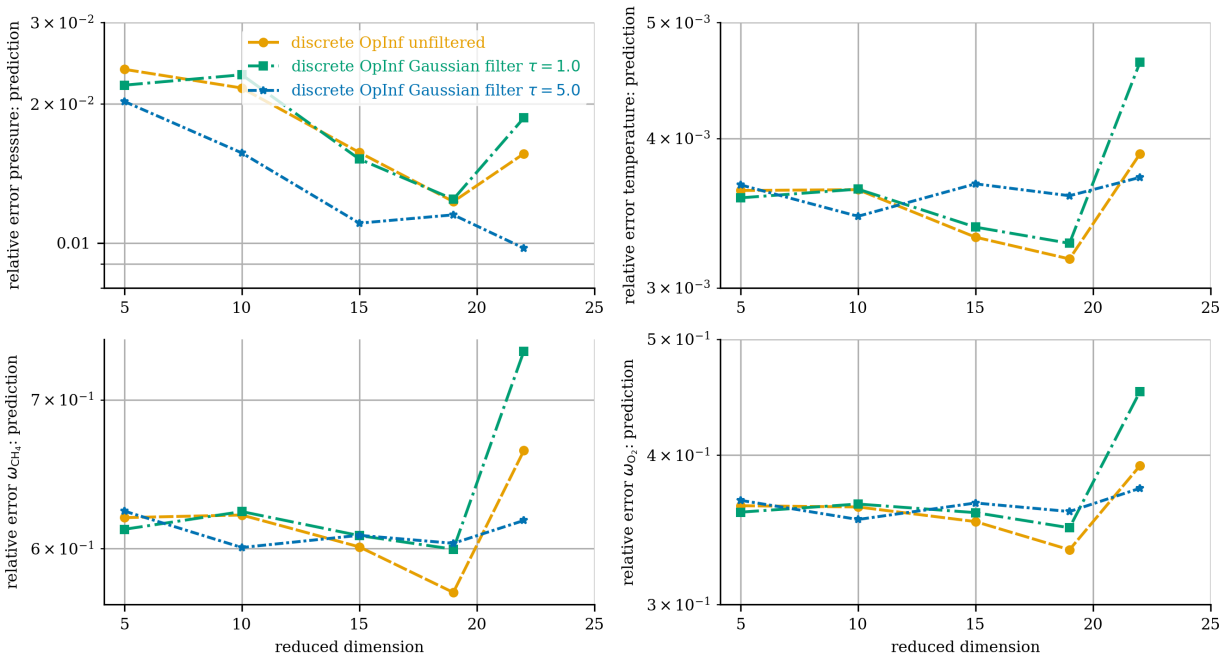 relative error pressure: prediction
3 × 10⁻²
2 × 10⁻²
0.01
5 10 15 20 25
discrete OpInf unfiltered
discrete OpInf Gaussian filter τ = 1.0
discrete OpInf Gaussian filter τ = 5.0
relative error temperature: prediction
5 × 10⁻³
4 × 10⁻³
3 × 10⁻³
5 10 15 20 25
relative error ω_CH₄: prediction
7 × 10⁻¹
6 × 10⁻¹
5 10 15 20 25
reduced dimension
relative error ω_O₂: prediction
5 × 10⁻¹
4 × 10⁻¹
3 × 10⁻¹
5 10 15 20 25
reduced dimension